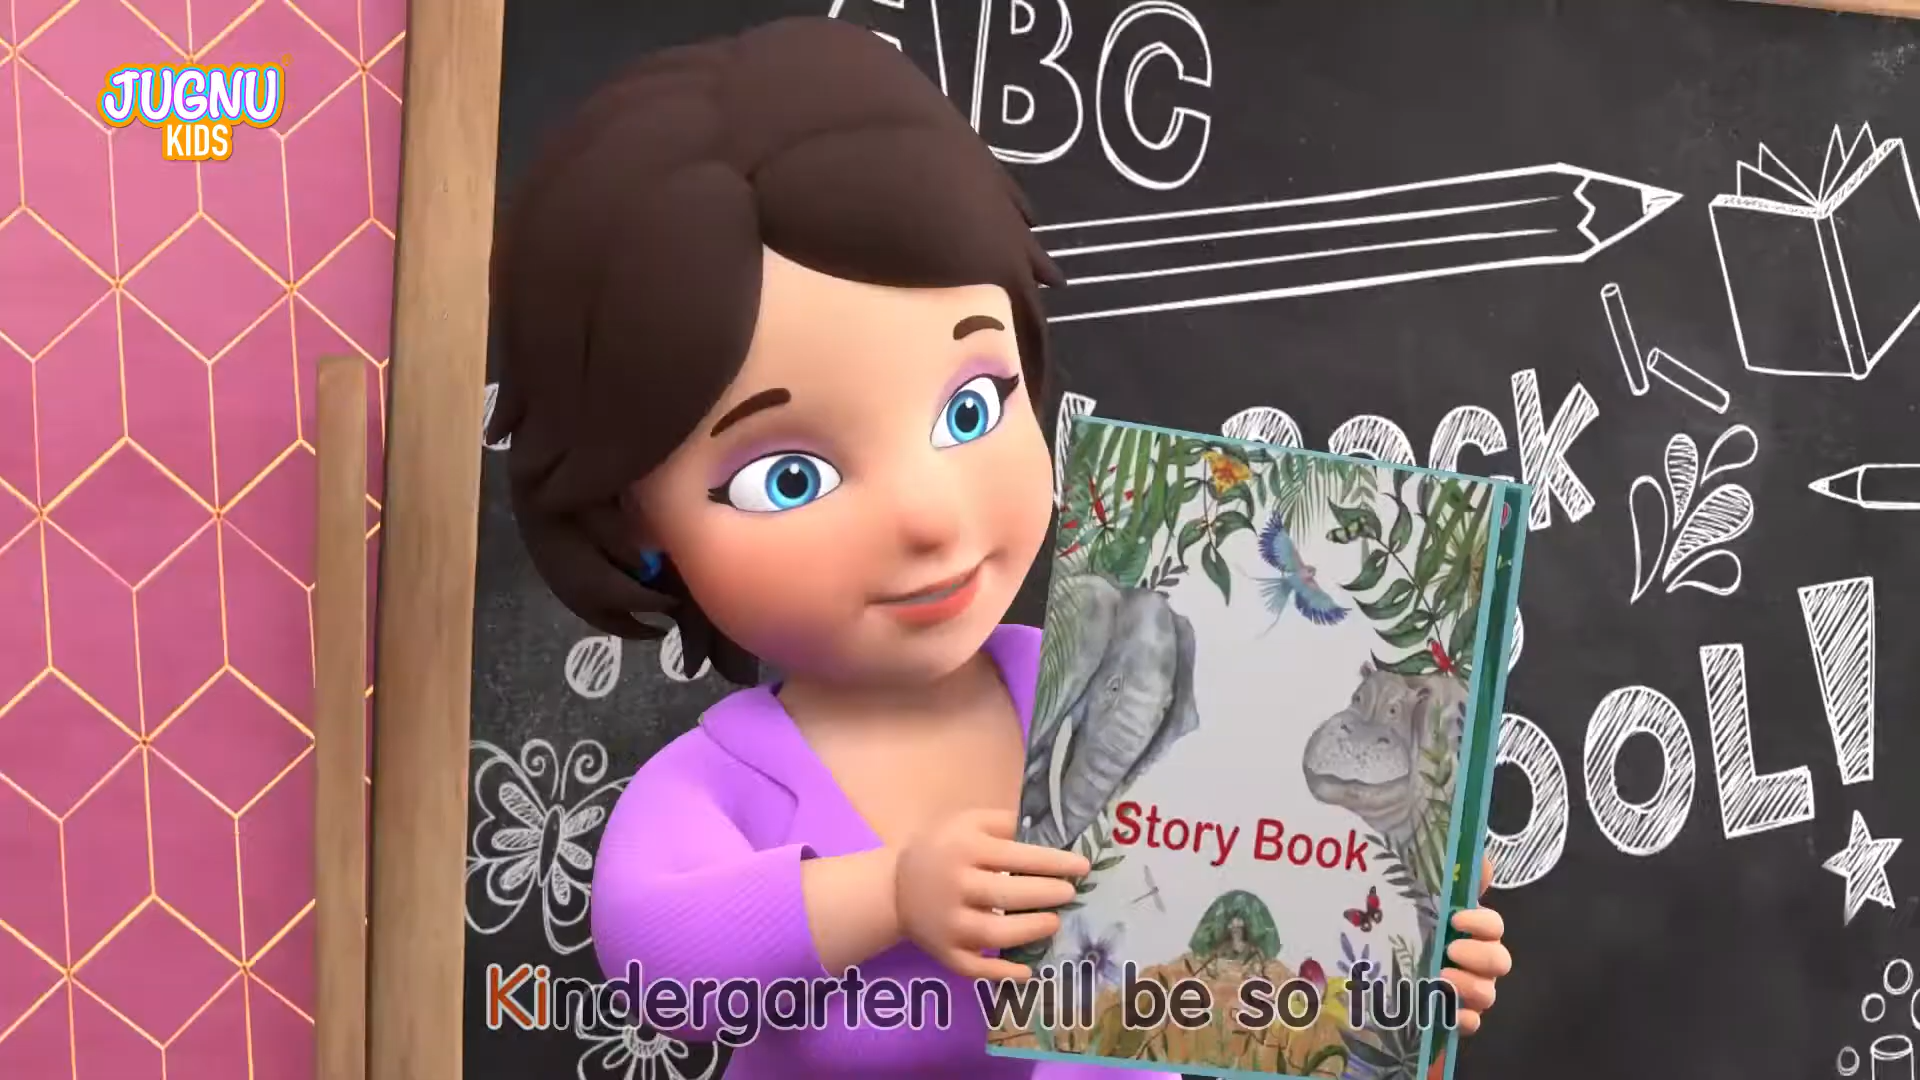 JUGNU
KIDS
ABC
Story Book
Kindergarten will be so fun